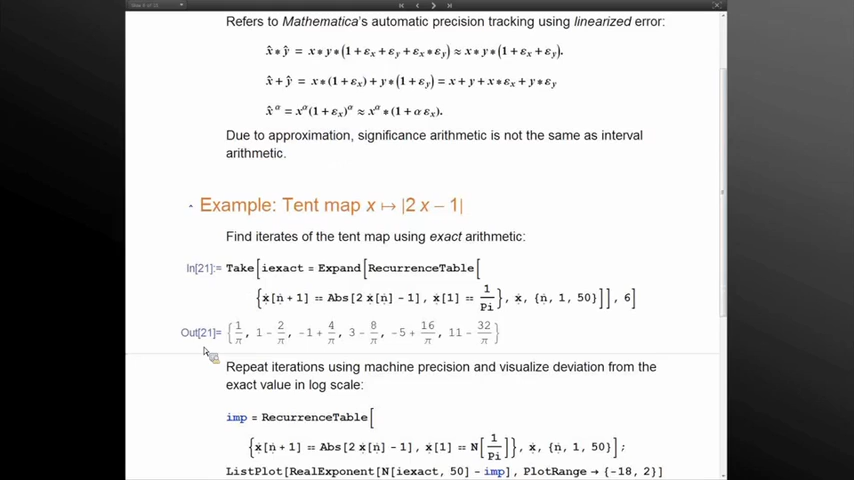 Slide 9 of 25
Refers to Mathematica's automatic precision tracking using linearized error:
x̂ * ŷ = x * y * (1 + εx + εy + εx * εy) ≈ x * y * (1 + εx + εy).
x̂ + ŷ = x * (1 + εx) + y * (1 + εy) = x + y + x * εx + y * εy
x̂^α = x^α (1 + εx)^α ≈ x^α * (1 + α εx).
Due to approximation, significance arithmetic is not the same as interval
arithmetic.
Example: Tent map x ↦ |2 x − 1|
Find iterates of the tent map using exact arithmetic:
In[21]:= Take[iexact = Expand[RecurrenceTable[
{x[n + 1] == Abs[2 x[n] - 1], x[1] == 1/Pi}, x, {n, 1, 50}]], 6]
Out[21]= {1/π, 1 - 2/π, -1 + 4/π, 3 - 8/π, -5 + 16/π, 11 - 32/π}
Repeat iterations using machine precision and visualize deviation from the
exact value in log scale:
imp = RecurrenceTable[
{x[n + 1] == Abs[2 x[n] - 1], x[1] == N[1/Pi]}, x, {n, 1, 50}];
ListPlot[RealExponent[N[iexact, 50] - imp], PlotRange → {-18, 2}]